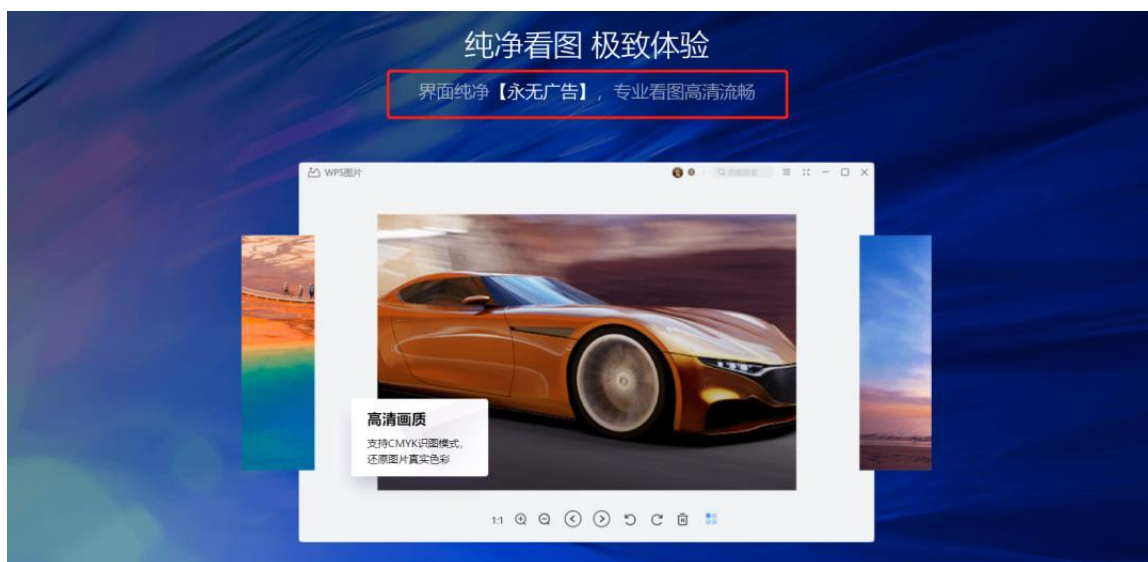 纯净看图 极致体验
界面纯净【永无广告】，专业看图高清流畅
WPS图片
高清画质
支持CMYK识图模式，
还原图片真实色彩
1:1